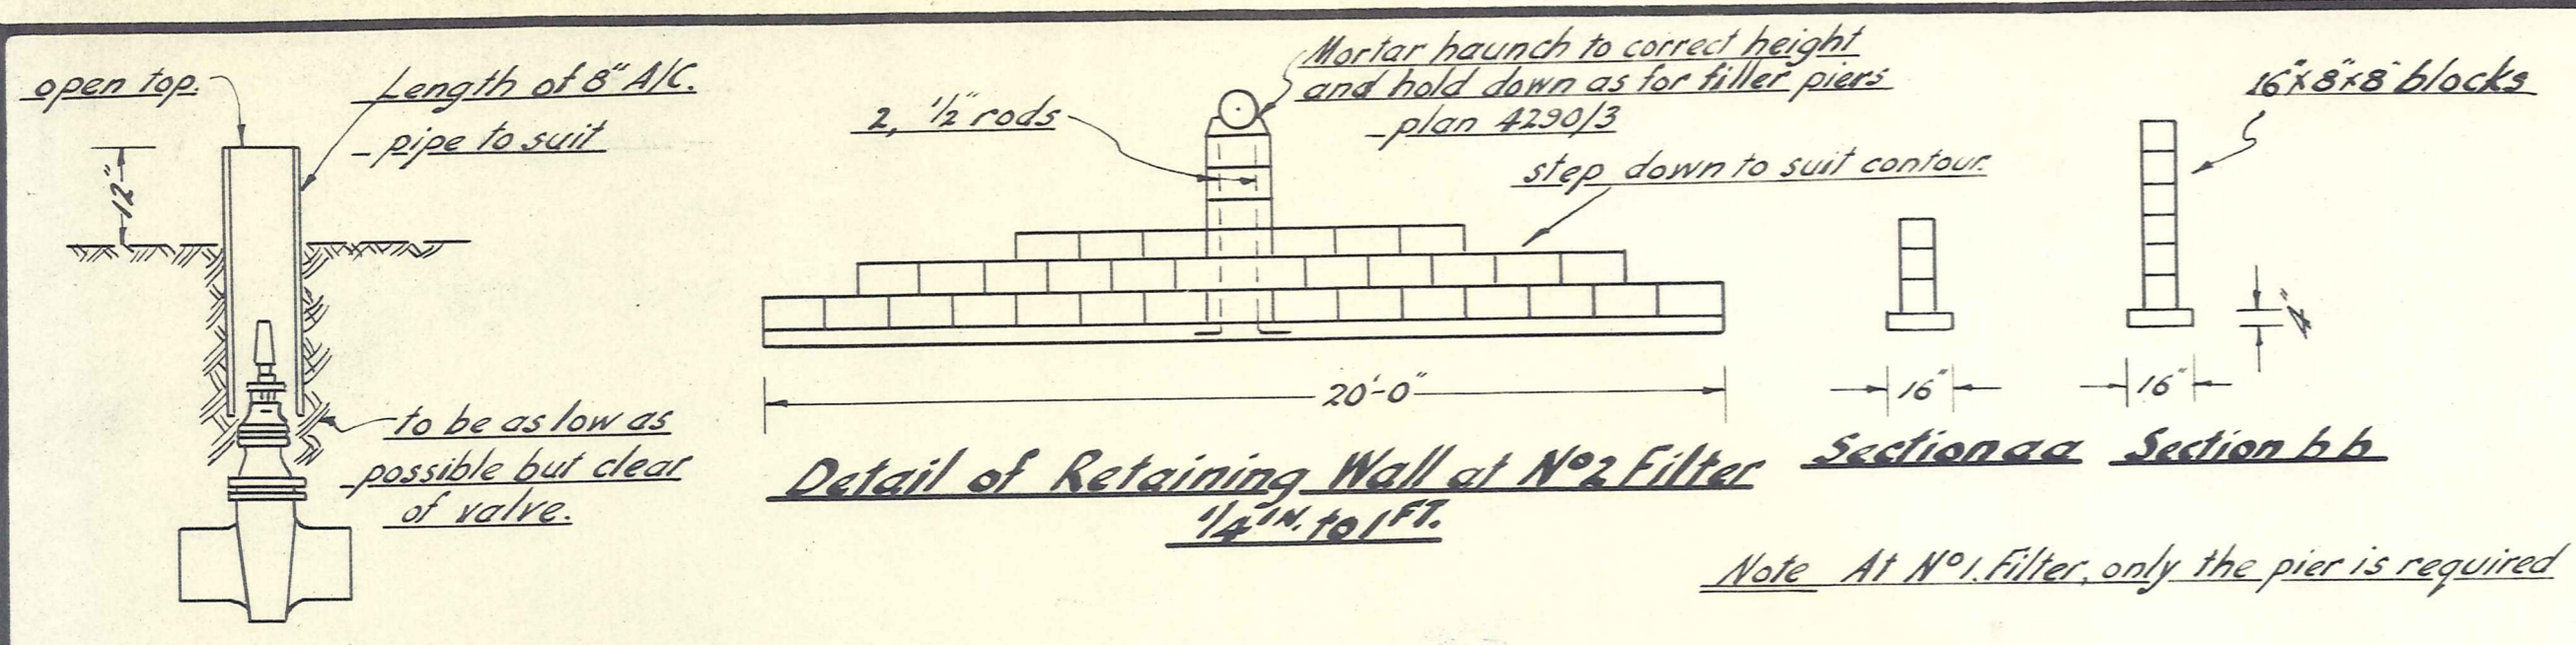 open top.
Length of 8" A/C.
pipe to suit
12"
to be as low as
possible but clear
of valve.
2, 1/2" rods
Mortar haunch to correct height
and hold down as for filler piers
plan 4290/3
step down to suit contour.
20'-0"
Detail of Retaining Wall at Nº2 Filter
1/4 IN. to 1 FT.
16"x8"x8" blocks
4"
16"
16"
Section aa
Section bb
Note At Nº1. Filter, only the pier is required